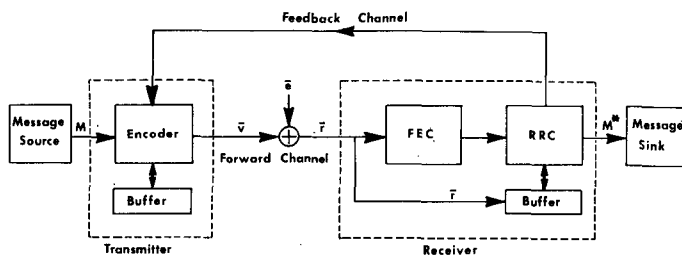 Feedback Channel
Message
Source
M
Encoder
Buffer
Transmitter
v̄
ē
r̄
Forward Channel
FEC
RRC
r̄
Buffer
Receiver
M*
Message
Sink